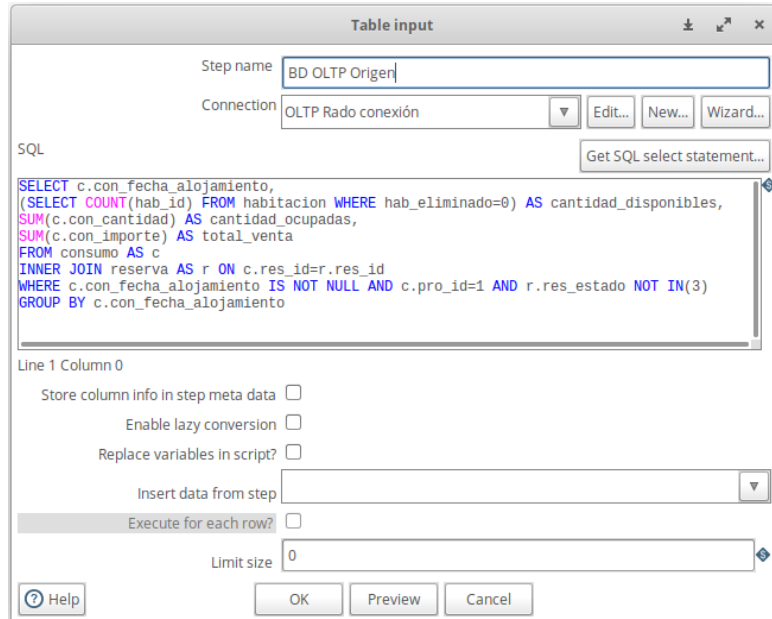 Table input
Step name BD OLTP Origen
Connection OLTP Rado conexión Edit... New... Wizard...
SQL Get SQL select statement...
SELECT c.con_fecha_alojamiento,
(SELECT COUNT(hab_id) FROM habitacion WHERE hab_eliminado=0) AS cantidad_disponibles,
SUM(c.con_cantidad) AS cantidad_ocupadas,
SUM(c.con_importe) AS total_venta
FROM consumo AS c
INNER JOIN reserva AS r ON c.res_id=r.res_id
WHERE c.con_fecha_alojamiento IS NOT NULL AND c.pro_id=1 AND r.res_estado NOT IN(3)
GROUP BY c.con_fecha_alojamiento
Line 1 Column 0
Store column info in step meta data
Enable lazy conversion
Replace variables in script?
Insert data from step
Execute for each row?
Limit size 0
Help OK Preview Cancel